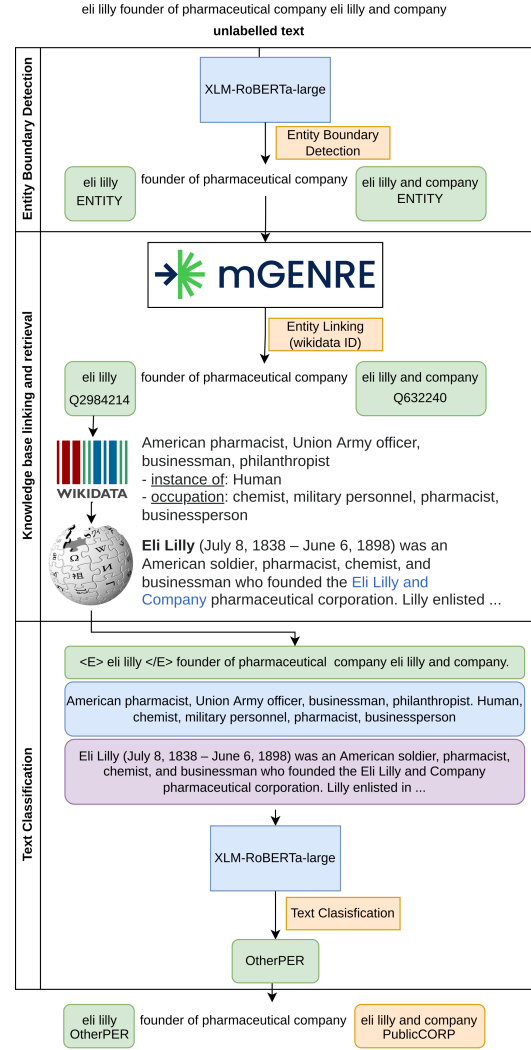 eli lilly founder of pharmaceutical company eli lilly and company
unlabelled text
Entity Boundary Detection
XLM-RoBERTa-large
Entity Boundary
Detection
eli lilly
ENTITY
founder of pharmaceutical company
eli lilly and company
ENTITY
Knowledge base linking and retrieval
mGENRE
Entity Linking
(wikidata ID)
eli lilly
Q2984214
founder of pharmaceutical company
eli lilly and company
Q632240
WIKIDATA
American pharmacist, Union Army officer,
businessman, philanthropist
- instance of: Human
- occupation: chemist, military personnel, pharmacist,
businessperson
Eli Lilly (July 8, 1838 – June 6, 1898) was an
American soldier, pharmacist, chemist, and
businessman who founded the Eli Lilly and
Company pharmaceutical corporation. Lilly enlisted ...
Text Classification
<E> eli lilly </E> founder of pharmaceutical company eli lilly and company.
American pharmacist, Union Army officer, businessman, philanthropist. Human,
chemist, military personnel, pharmacist, businessperson
Eli Lilly (July 8, 1838 – June 6, 1898) was an American soldier, pharmacist,
chemist, and businessman who founded the Eli Lilly and Company
pharmaceutical corporation. Lilly enlisted in ...
XLM-RoBERTa-large
Text Clasisfication
OtherPER
eli lilly
OtherPER
founder of pharmaceutical company
eli lilly and company
PublicCORP